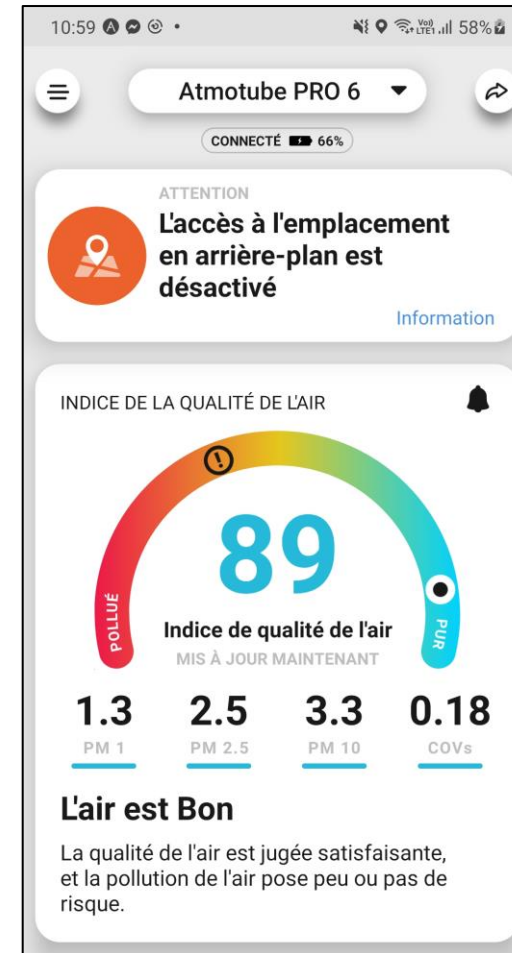 10:59
Vo)) LTE1 58%
Atmotube PRO 6
CONNECTÉ 66%
ATTENTION
L'accès à l'emplacement
en arrière-plan est
désactivé
Information
INDICE DE LA QUALITÉ DE L'AIR
POLLUÉ
89
PUR
Indice de qualité de l'air
MIS À JOUR MAINTENANT
1.3 2.5 3.3 0.18
PM 1 PM 2.5 PM 10 COVs
L'air est Bon
La qualité de l'air est jugée satisfaisante,
et la pollution de l'air pose peu ou pas de
risque.